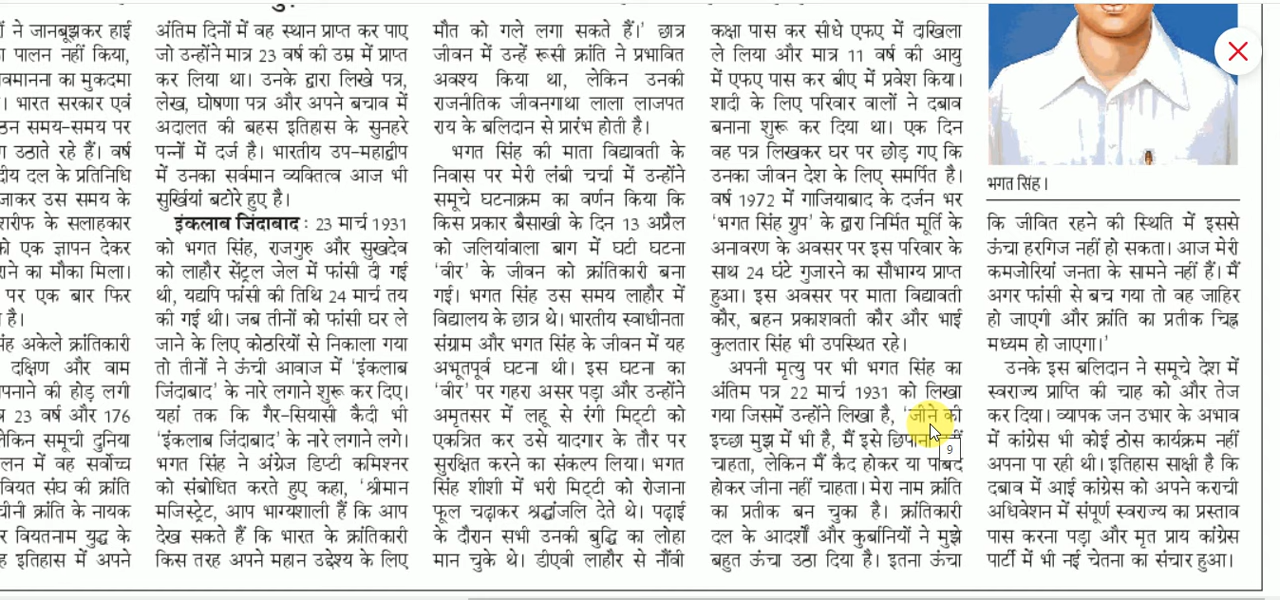 ों ने जानबूझकर हाई
ा पालन नहीं किया,
वमानना का मुकदमा
। भारत सरकार एवं
ठन समय-समय पर
ग उठाते रहे हैं। वर्ष
दीय दल के प्रतिनिधि
जाकर उस समय के
शरीफ के सलाहकार
को एक ज्ञापन देकर
राने का मौका मिला।
पर एक बार फिर
है।
संह अकेले क्रांतिकारी
दक्षिण और वाम
पनाने की होड़ लगी
र 23 वर्ष और 176
लेकिन समूची दुनिया
लन में वह सर्वोच्च
वियत संघ की क्रांति
चीनी क्रांति के नायक
र वियतनाम युद्ध के
ह इतिहास में अपने
अंतिम दिनों में वह स्थान प्राप्त कर पाए
जो उन्होंने मात्र 23 वर्ष की उम्र में प्राप्त
कर लिया था। उनके द्वारा लिखे पत्र,
लेख, घोषणा पत्र और अपने बचाव में
अदालत की बहस इतिहास के सुनहरे
पन्नों में दर्ज है। भारतीय उप-महाद्वीप
में उनका सर्वमान व्यक्तित्व आज भी
सुर्खियां बटोरे हुए है।
इंकलाब जिंदाबाद : 23 मार्च 1931
को भगत सिंह, राजगुरु और सुखदेव
को लाहौर सेंट्रल जेल में फांसी दी गई
थी, यद्यपि फांसी की तिथि 24 मार्च तय
की गई थी। जब तीनों को फांसी घर ले
जाने के लिए कोठरियों से निकाला गया
तो तीनों ने ऊंची आवाज में 'इंकलाब
जिंदाबाद' के नारे लगाने शुरू कर दिए।
यहां तक कि गैर-सियासी कैदी भी
'इंकलाब जिंदाबाद' के नारे लगाने लगे।
भगत सिंह ने अंग्रेज डिप्टी कमिश्नर
को संबोधित करते हुए कहा, 'श्रीमान
मजिस्ट्रेट, आप भाग्यशाली हैं कि आप
देख सकते हैं कि भारत के क्रांतिकारी
किस तरह अपने महान उद्देश्य के लिए
मौत को गले लगा सकते हैं।' छात्र
जीवन में उन्हें रूसी क्रांति ने प्रभावित
अवश्य किया था, लेकिन उनकी
राजनीतिक जीवनगाथा लाला लाजपत
राय के बलिदान से प्रारंभ होती है।
भगत सिंह की माता विद्यावती के
निवास पर मेरी लंबी चर्चा में उन्होंने
समूचे घटनाक्रम का वर्णन किया कि
किस प्रकार बैसाखी के दिन 13 अप्रैल
को जलियांवाला बाग में घटी घटना
'वीर' के जीवन को क्रांतिकारी बना
गई। भगत सिंह उस समय लाहौर में
विद्यालय के छात्र थे। भारतीय स्वाधीनता
संग्राम और भगत सिंह के जीवन में यह
अभूतपूर्व घटना थी। इस घटना का
'वीर' पर गहरा असर पड़ा और उन्होंने
अमृतसर में लहू से रंगी मिट्टी को
एकत्रित कर उसे यादगार के तौर पर
सुरक्षित करने का संकल्प लिया। भगत
सिंह शीशी में भरी मिट्टी को रोजाना
फूल चढ़ाकर श्रद्धांजलि देते थे। पढ़ाई
के दौरान सभी उनकी बुद्धि का लोहा
मान चुके थे। डीएवी लाहौर से नौंवी
कक्षा पास कर सीधे एफए में दाखिला
ले लिया और मात्र 11 वर्ष की आयु
में एफए पास कर बीए में प्रवेश किया।
शादी के लिए परिवार वालों ने दबाव
बनाना शुरू कर दिया था। एक दिन
वह पत्र लिखकर घर पर छोड़ गए कि
उनका जीवन देश के लिए समर्पित है।
वर्ष 1972 में गाजियाबाद के दर्जन भर
'भगत सिंह ग्रुप' के द्वारा निर्मित मूर्ति के
अनावरण के अवसर पर इस परिवार के
साथ 24 घंटे गुजारने का सौभाग्य प्राप्त
हुआ। इस अवसर पर माता विद्यावती
कौर, बहन प्रकाशवती कौर और भाई
कुलतार सिंह भी उपस्थित रहे।
अपनी मृत्यु पर भी भगत सिंह का
अंतिम पत्र 22 मार्च 1931 को लिखा
गया जिसमें उन्होंने लिखा है, 'जीने की
इच्छा मुझ में भी है, मैं इसे छिपाना
चाहता, लेकिन मैं कैद होकर या पाबंद
होकर जीना नहीं चाहता। मेरा नाम क्रांति
का प्रतीक बन चुका है। क्रांतिकारी
दल के आदर्शों और कुर्बानियों ने मुझे
बहुत ऊंचा उठा दिया है। इतना ऊंचा
9
भगत सिंह।
कि जीवित रहने की स्थिति में इससे
ऊंचा हरगिज नहीं हो सकता। आज मेरी
कमजोरियां जनता के सामने नहीं हैं। मैं
अगर फांसी से बच गया तो वह जाहिर
हो जाएगी और क्रांति का प्रतीक चिह्न
मध्यम हो जाएगा।'
उनके इस बलिदान ने समूचे देश में
स्वराज्य प्राप्ति की चाह को और तेज
कर दिया। व्यापक जन उभार के अभाव
में कांग्रेस भी कोई ठोस कार्यक्रम नहीं
अपना पा रही थी। इतिहास साक्षी है कि
दबाव में आई कांग्रेस को अपने कराची
अधिवेशन में संपूर्ण स्वराज्य का प्रस्ताव
पास करना पड़ा और मृत प्राय कांग्रेस
पार्टी में भी नई चेतना का संचार हुआ।